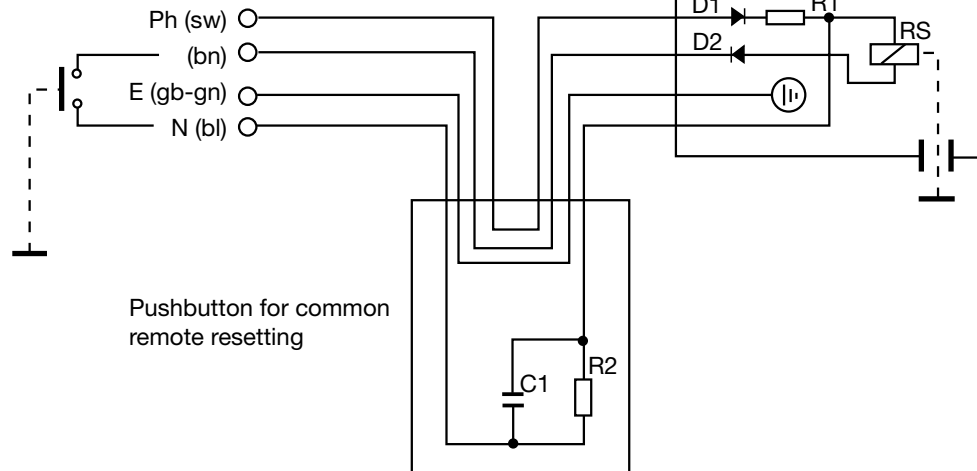 Ph (sw)
(bn)
E (gb-gn)
N (bl)
D1
R1
RS
D2
Pushbutton for common
remote resetting
C1
R2